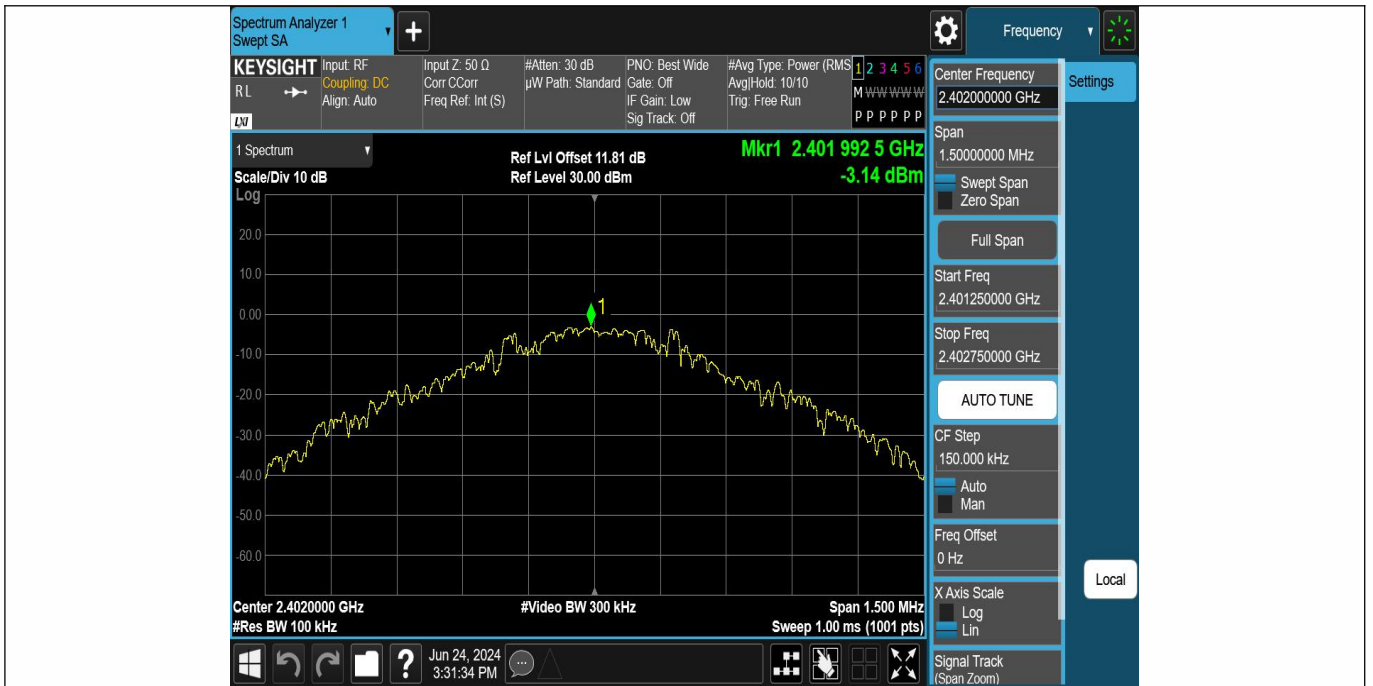 Spectrum Analyzer 1
Swept SA
+
Frequency
KEYSIGHT
RL
LXI
Input: RF
Coupling: DC
Align: Auto
Input Z: 50 Ω
Corr CCorr
Freq Ref: Int (S)
#Atten: 30 dB
µW Path: Standard
PNO: Best Wide
Gate: Off
IF Gain: Low
Sig Track: Off
#Avg Type: Power (RMS
Avg|Hold: 10/10
Trig: Free Run
1 2 3 4 5 6
M W W W W W
P P P P P P
Center Frequency
2.402000000 GHz
Settings
1 Spectrum
Scale/Div 10 dB
Log
Ref Lvl Offset 11.81 dB
Ref Level 30.00 dBm
Mkr1 2.401 992 5 GHz
-3.14 dBm
Span
1.50000000 MHz
Swept Span
Zero Span
Full Span
20.0
10.0
0.00
-10.0
-20.0
-30.0
-40.0
-50.0
-60.0
1
Start Freq
2.401250000 GHz
Stop Freq
2.402750000 GHz
AUTO TUNE
CF Step
150.000 kHz
Auto
Man
Freq Offset
0 Hz
Local
X Axis Scale
Log
Lin
Center 2.4020000 GHz
#Res BW 100 kHz
#Video BW 300 kHz
Span 1.500 MHz
Sweep 1.00 ms (1001 pts)
?
Jun 24, 2024
3:31:34 PM
Signal Track
(Span Zoom)